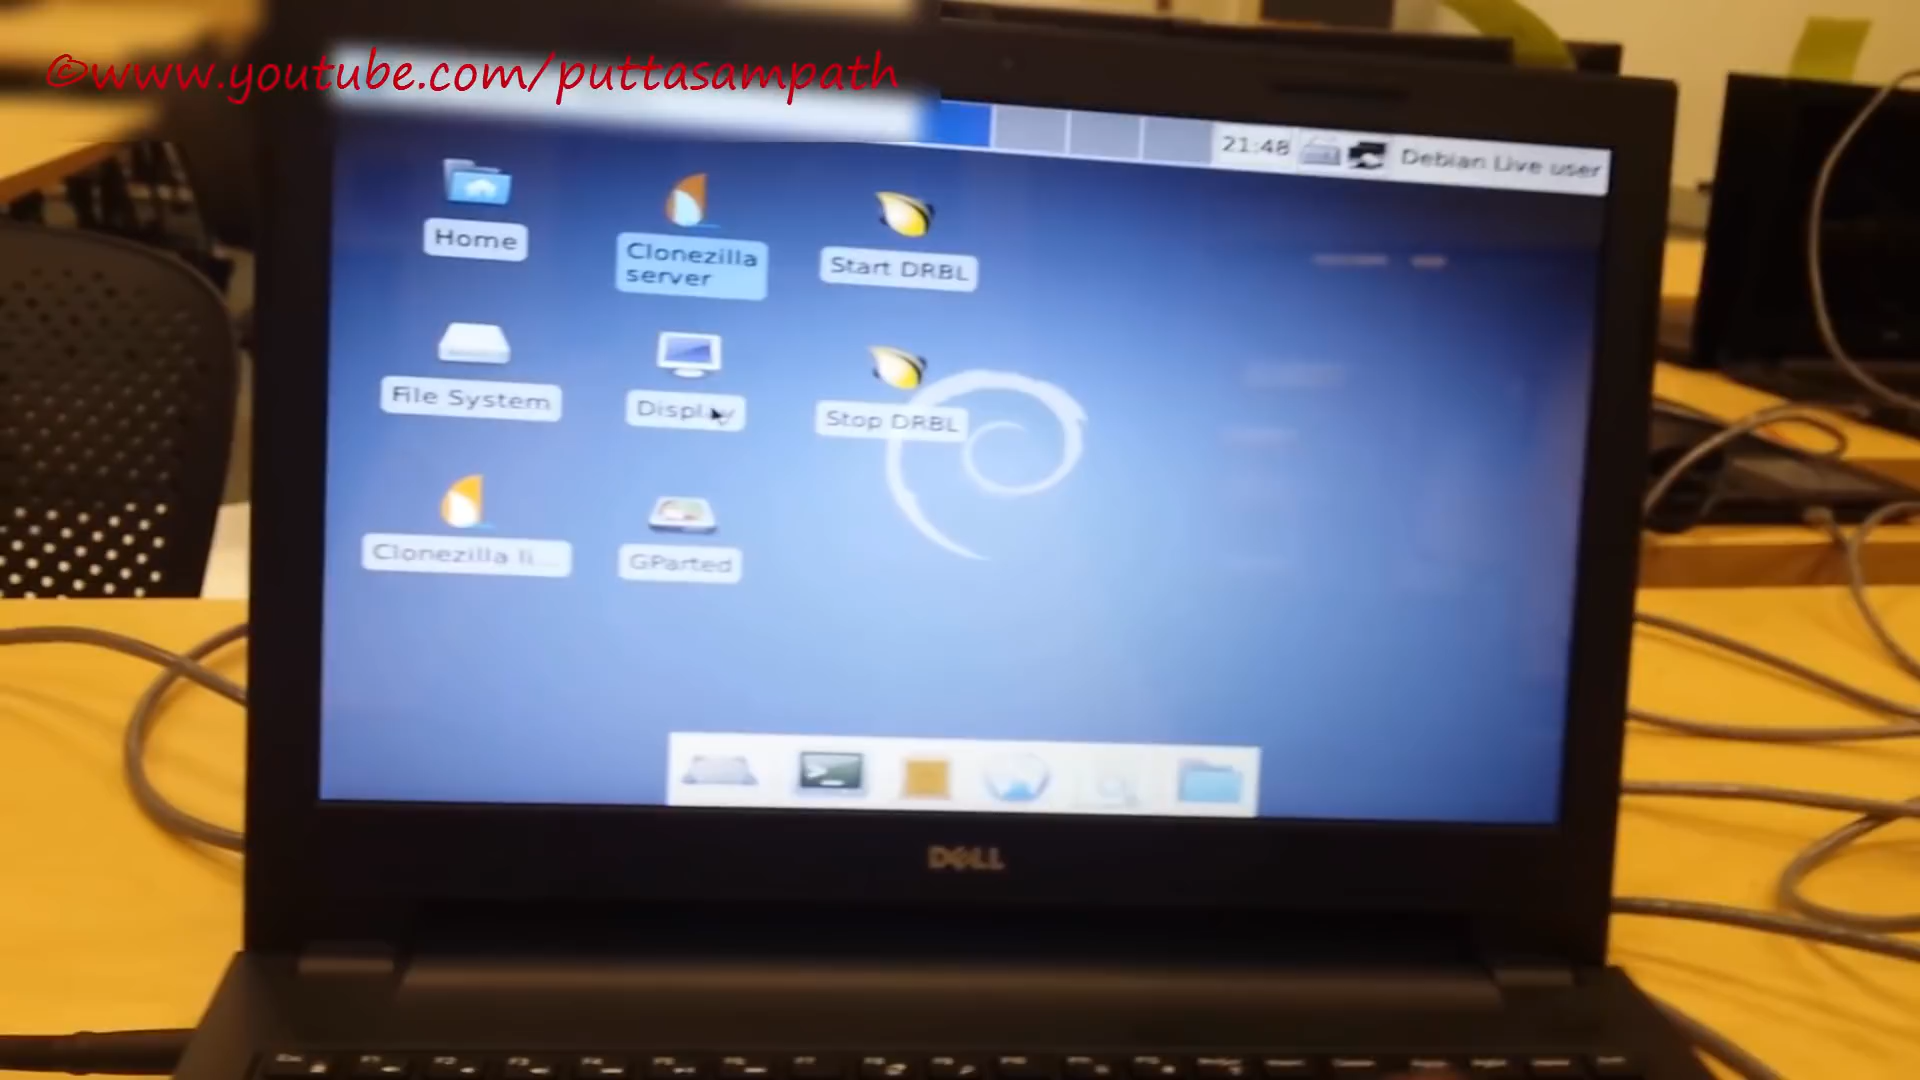 ©www.youtube.com/puttasampath
21:48
Debian Live user
Home
Clonezilla
server
Start DRBL
File System
Display
Stop DRBL
Clonezilla li...
GParted
DELL